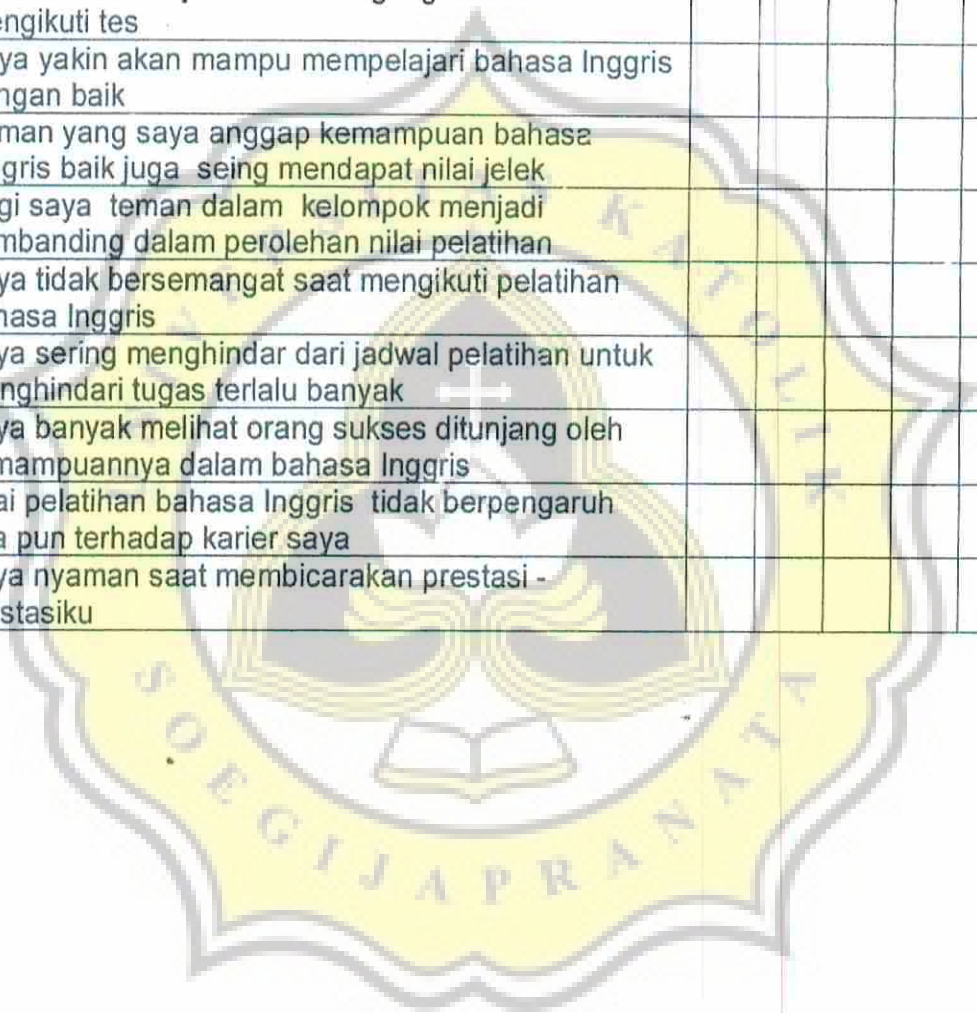 engikuti tes
ya yakin akan mampu mempelajari bahasa Inggris
ngan baik
man yang saya anggap kemampuan bahasa
gris baik juga seing mendapat nilai jelek
gi saya teman dalam kelompok menjadi
mbanding dalam perolehan nilai pelatihan
ya tidak bersemangat saat mengikuti pelatihan
hasa Inggris
ya sering menghindar dari jadwal pelatihan untuk
nghindari tugas terlalu banyak
ya banyak melihat orang sukses ditunjang oleh
mampuannya dalam bahasa Inggris
ai pelatihan bahasa Inggris tidak berpengaruh
a pun terhadap karier saya
ya nyaman saat membicarakan prestasi -
stasiku
KATOLIK
SOEGIJAPRANATA